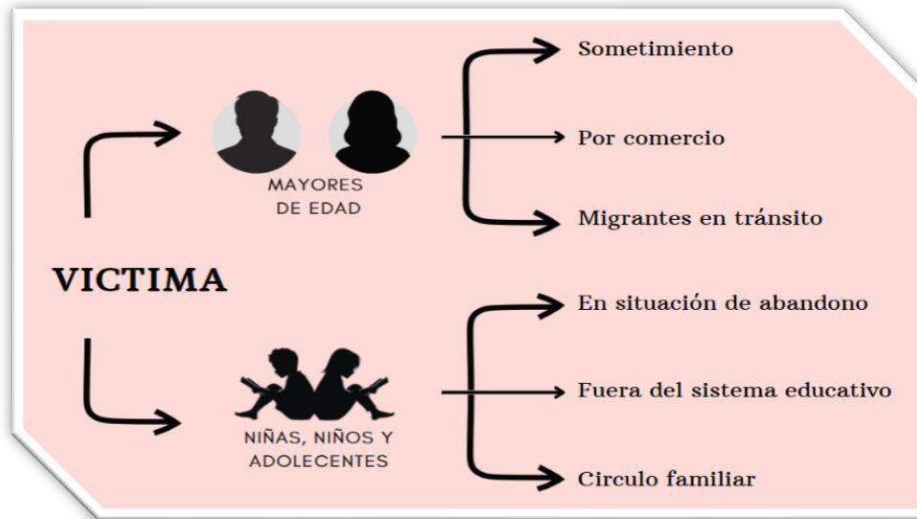 VICTIMA
MAYORES
DE EDAD
Sometimiento
Por comercio
Migrantes en tránsito
NIÑAS, NIÑOS Y
ADOLECENTES
En situación de abandono
Fuera del sistema educativo
Circulo familiar